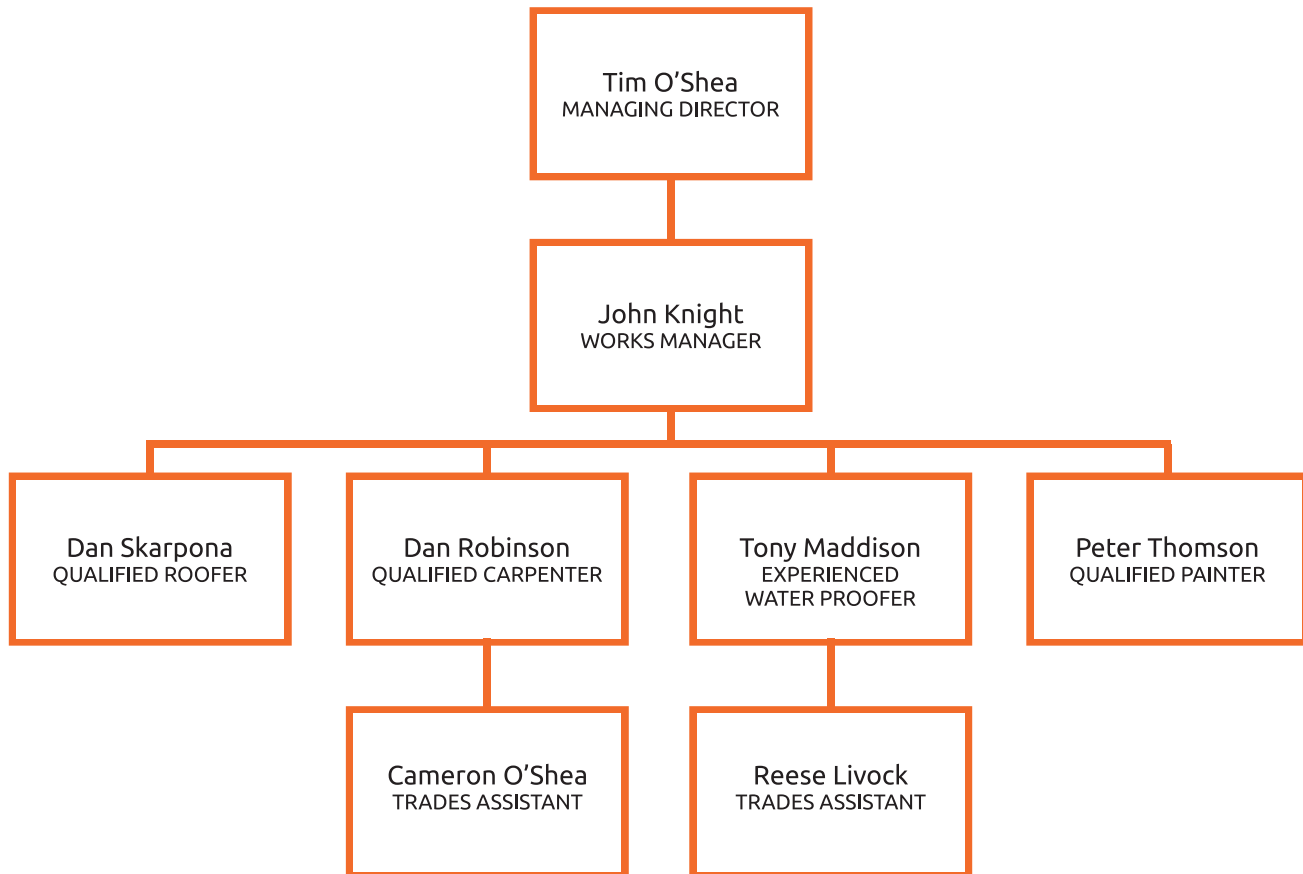 Tim O’Shea
MANAGING DIRECTOR
John Knight
WORKS MANAGER
Dan Skarpona
QUALIFIED ROOFER
Dan Robinson
QUALIFIED CARPENTER
Tony Maddison
EXPERIENCED
WATER PROOFER
Peter Thomson
QUALIFIED PAINTER
Cameron O’Shea
TRADES ASSISTANT
Reese Livock
TRADES ASSISTANT